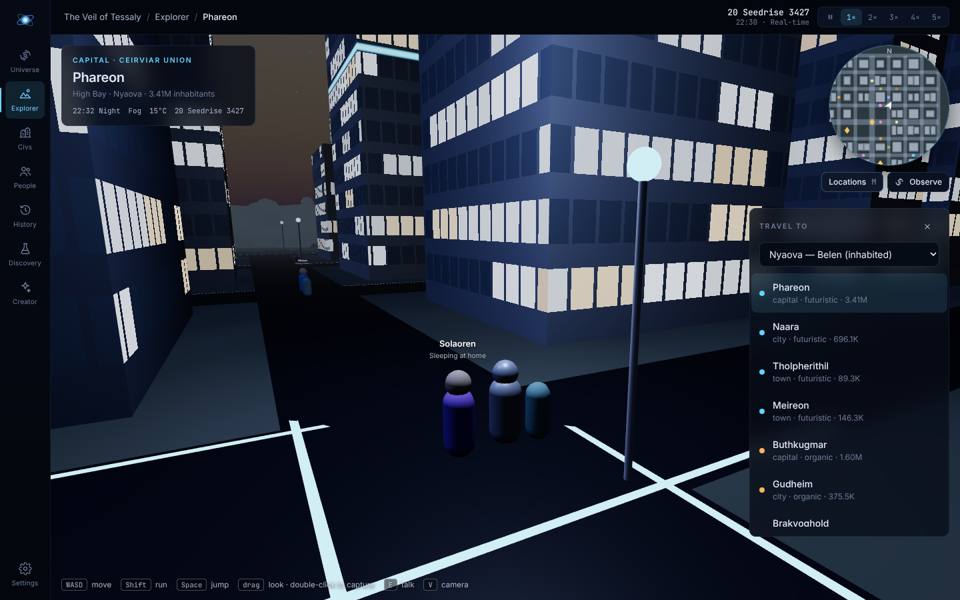 The Veil of Tessaly / Explorer / Phareon
20 Seedrise 3427
22:30 · Real-time
1× 2× 3× 4× 5×
Universe
Explorer
Civs
People
History
Discovery
Creator
Settings
CAPITAL · CEIRVIAR UNION
Phareon
High Bay · Nyaova · 3.41M inhabitants
22:32 Night Fog 15°C 20 Seedrise 3427
N
Locations M
Observe
TRAVEL TO
×
Nyaova — Belen (inhabited)
Phareon
capital · futuristic · 3.41M
Naara
city · futuristic · 696.1K
Tholpherithil
town · futuristic · 89.3K
Meireon
town · futuristic · 146.3K
Buthkugmar
capital · organic · 1.60M
Gudheim
city · organic · 375.5K
Brakvoghold
Solaoren
Sleeping at home
WASD move Shift run Space jump drag look · double-click capture talk V camera